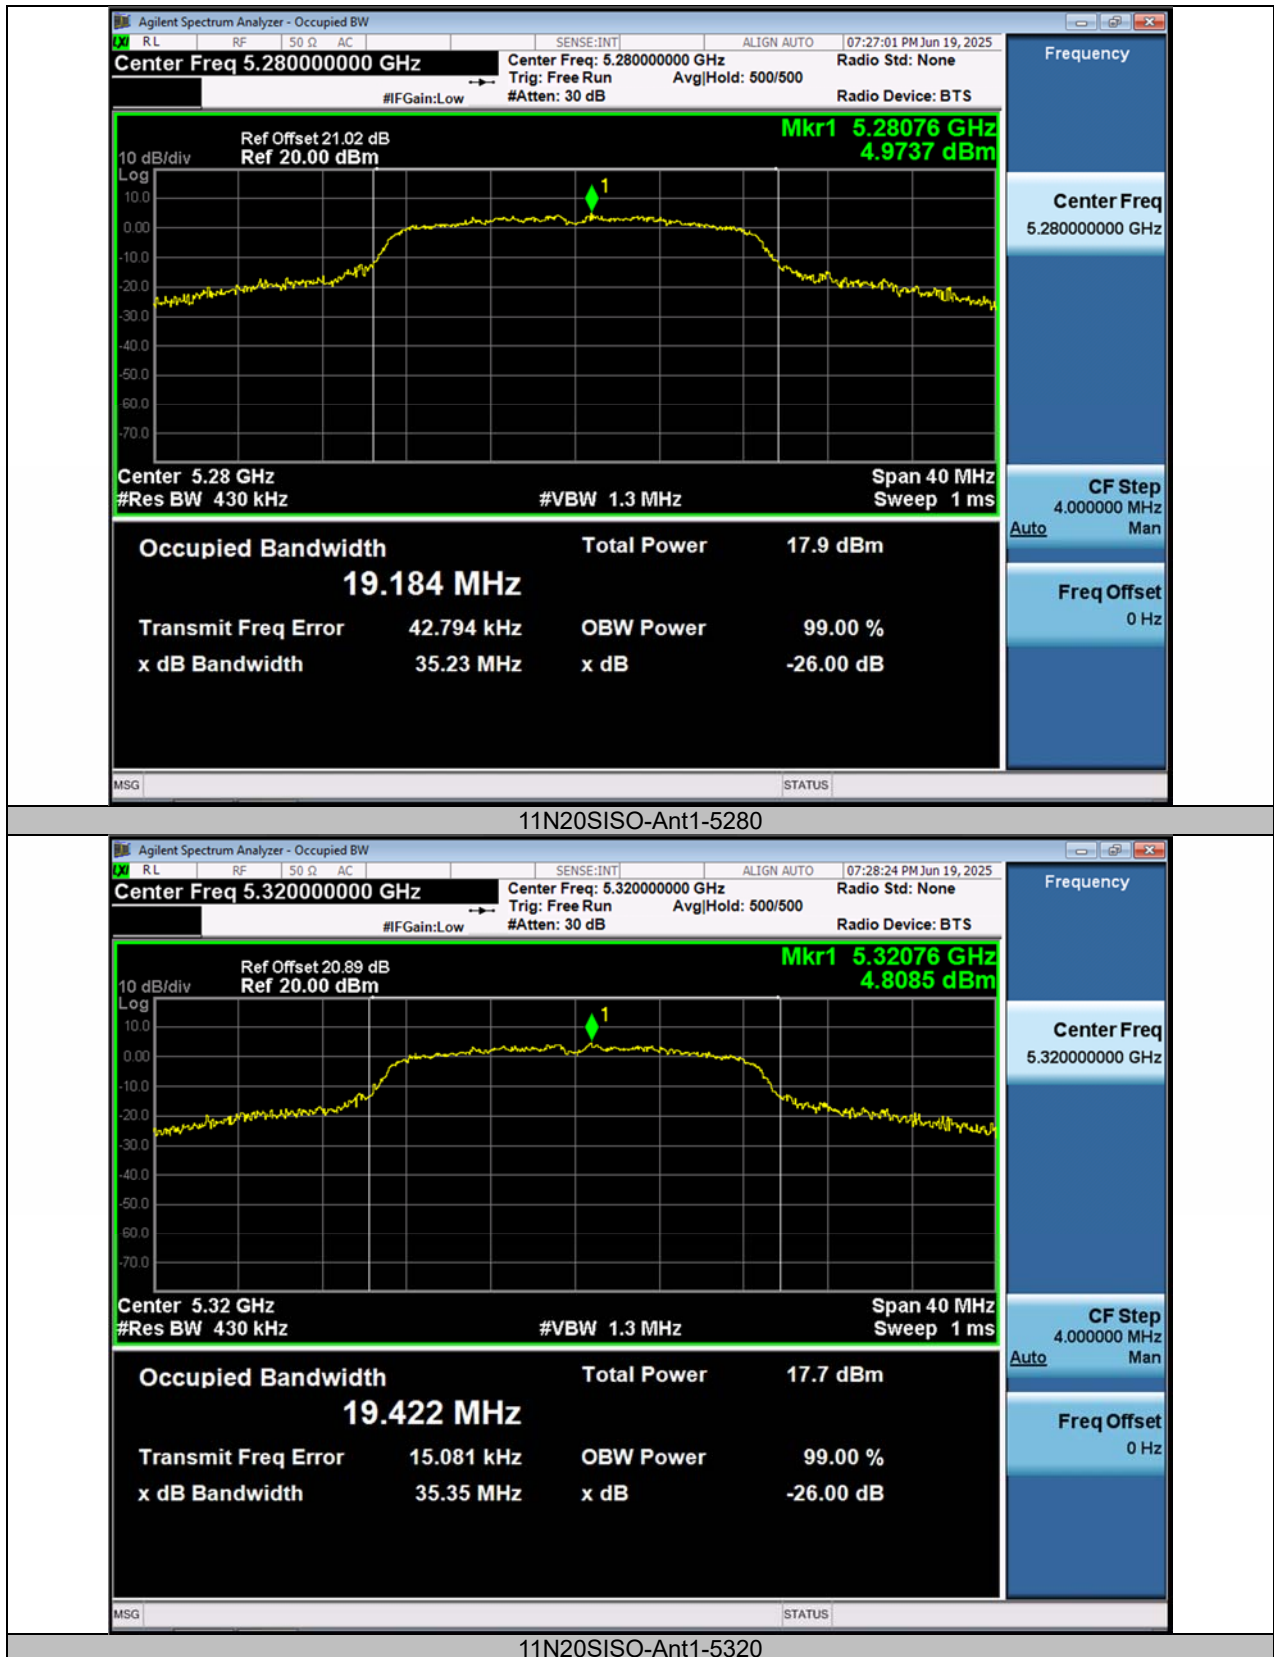 Agilent Spectrum Analyzer - Occupied BW
LXI RL RF 50 Ω AC SENSE:INT ALIGN AUTO 07:27:01 PM Jun 19, 2025
Center Freq 5.280000000 GHz
Center Freq: 5.280000000 GHz
Radio Std: None
Trig: Free Run Avg|Hold: 500/500
#IFGain:Low
#Atten: 30 dB
Radio Device: BTS
Frequency
Mkr1 5.28076 GHz
4.9737 dBm
Ref Offset 21.02 dB
10 dB/div Ref 20.00 dBm
Log
10.0
0.00
-10.0
-20.0
-30.0
-40.0
-50.0
-60.0
-70.0
1
Center 5.28 GHz Span 40 MHz
#Res BW 430 kHz #VBW 1.3 MHz Sweep 1 ms
Center Freq
5.280000000 GHz
CF Step
4.000000 MHz
Auto Man
Freq Offset
0 Hz
Occupied Bandwidth Total Power 17.9 dBm
19.184 MHz
Transmit Freq Error 42.794 kHz OBW Power 99.00 %
x dB Bandwidth 35.23 MHz x dB -26.00 dB
MSG STATUS
11N20SISO-Ant1-5280
Agilent Spectrum Analyzer - Occupied BW
LXI RL RF 50 Ω AC SENSE:INT ALIGN AUTO 07:28:24 PM Jun 19, 2025
Center Freq 5.320000000 GHz
Center Freq: 5.320000000 GHz
Radio Std: None
Trig: Free Run Avg|Hold: 500/500
#IFGain:Low
#Atten: 30 dB
Radio Device: BTS
Frequency
Mkr1 5.32076 GHz
4.8085 dBm
Ref Offset 20.89 dB
10 dB/div Ref 20.00 dBm
Log
10.0
0.00
-10.0
-20.0
-30.0
-40.0
-50.0
-60.0
-70.0
1
Center 5.32 GHz Span 40 MHz
#Res BW 430 kHz #VBW 1.3 MHz Sweep 1 ms
Center Freq
5.320000000 GHz
CF Step
4.000000 MHz
Auto Man
Freq Offset
0 Hz
Occupied Bandwidth Total Power 17.7 dBm
19.422 MHz
Transmit Freq Error 15.081 kHz OBW Power 99.00 %
x dB Bandwidth 35.35 MHz x dB -26.00 dB
MSG STATUS
11N20SISO-Ant1-5320